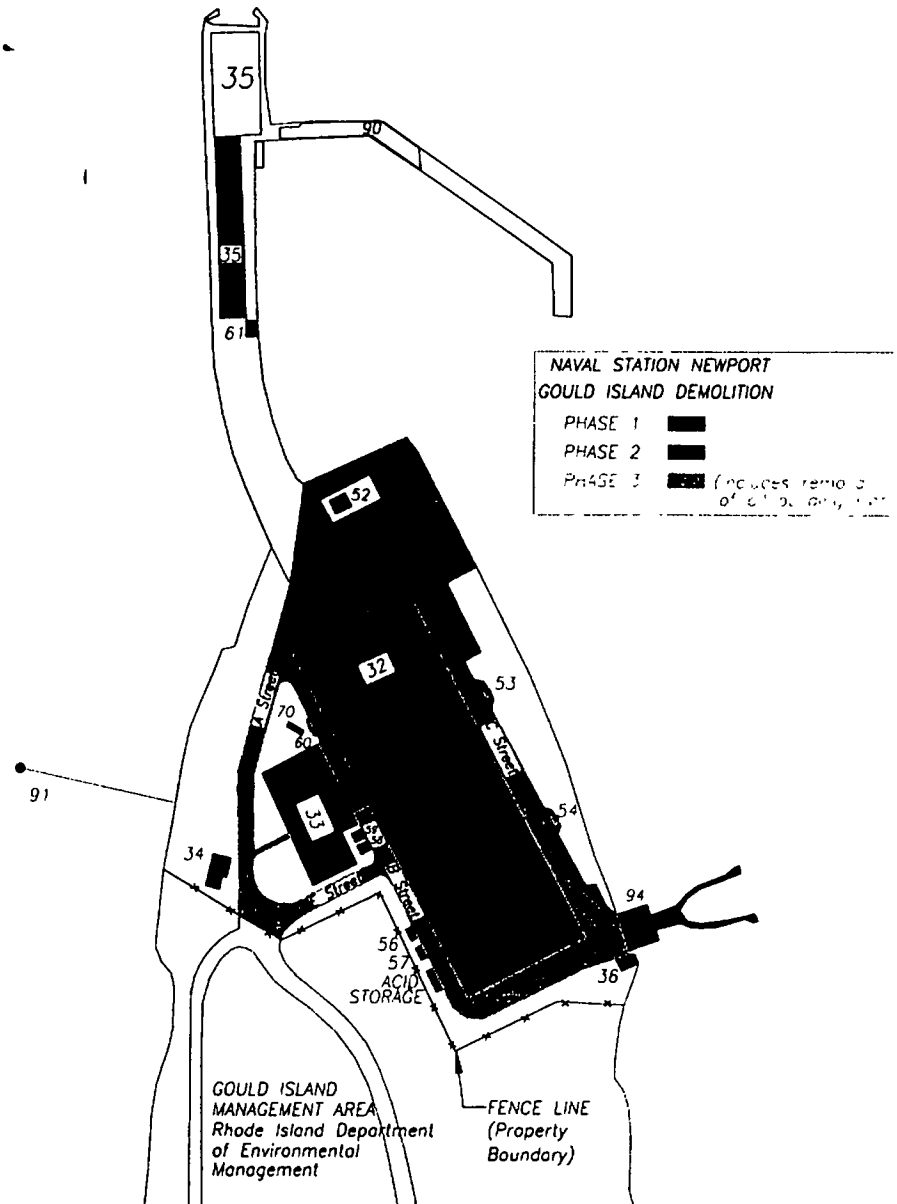 35
90
35
61
NAVAL STATION NEWPORT
GOULD ISLAND DEMOLITION
PHASE 1
PHASE 2
PHASE 3
52
32
A Street
53
70
60
C Street
91
33
54
34
E Street
B Street
94
56
57
36
ACID
STORAGE
GOULD ISLAND
MANAGEMENT AREA
Rhode Island Department
of Environmental
Management
FENCE LINE
(Property
Boundary)